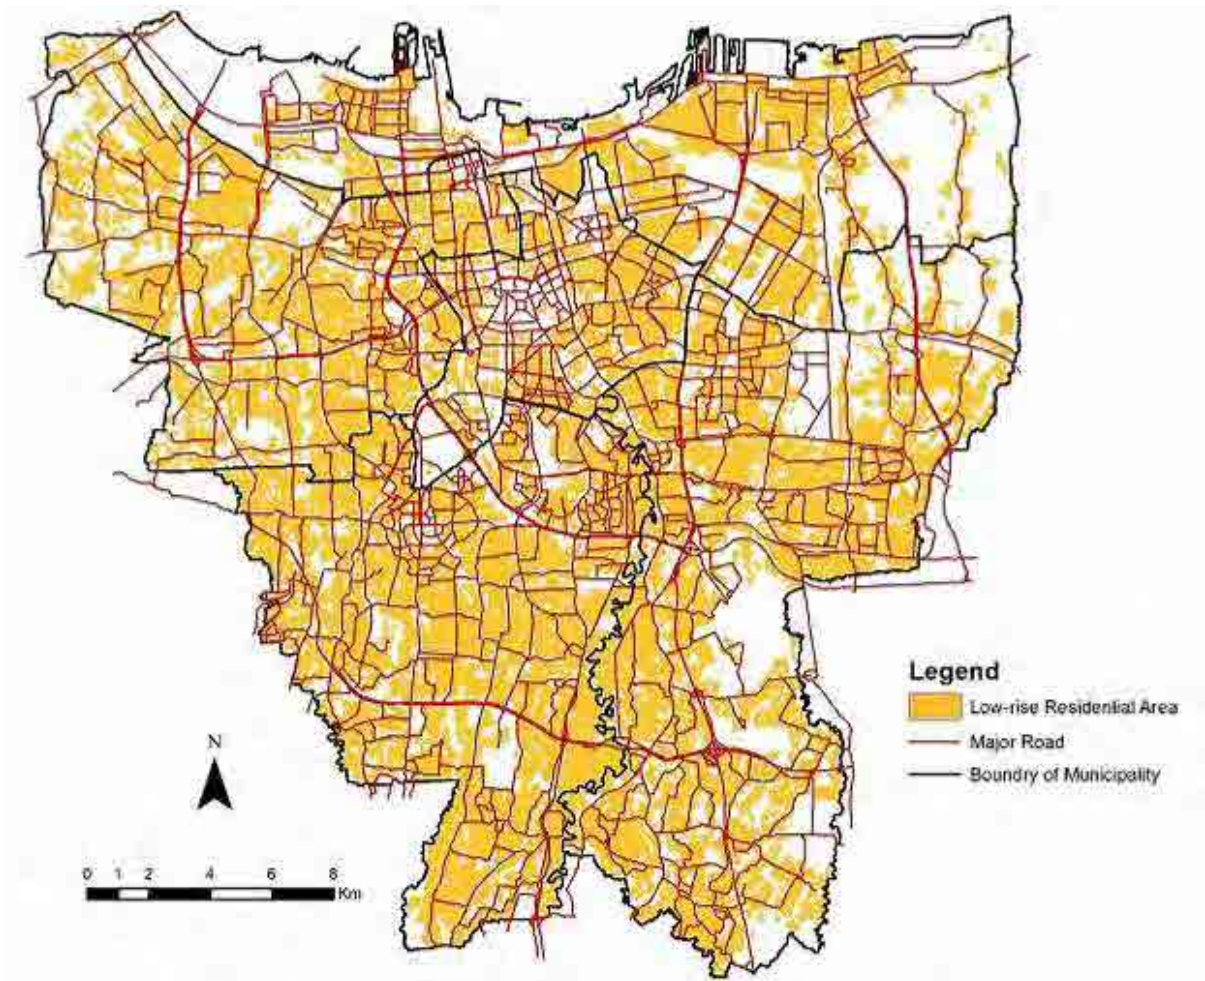 Legend
Low-rise Residential Area
Major Road
Boundry of Municipality
N
0 1 2 4 6 8
Km